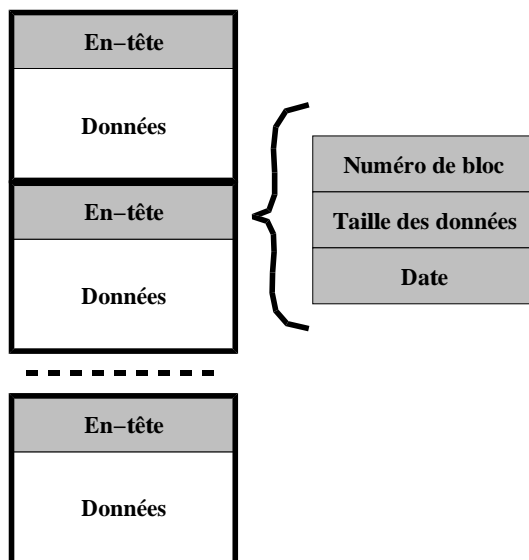 En−tête
Données
En−tête
Données
Numéro de bloc
Taille des données
Date
En−tête
Données